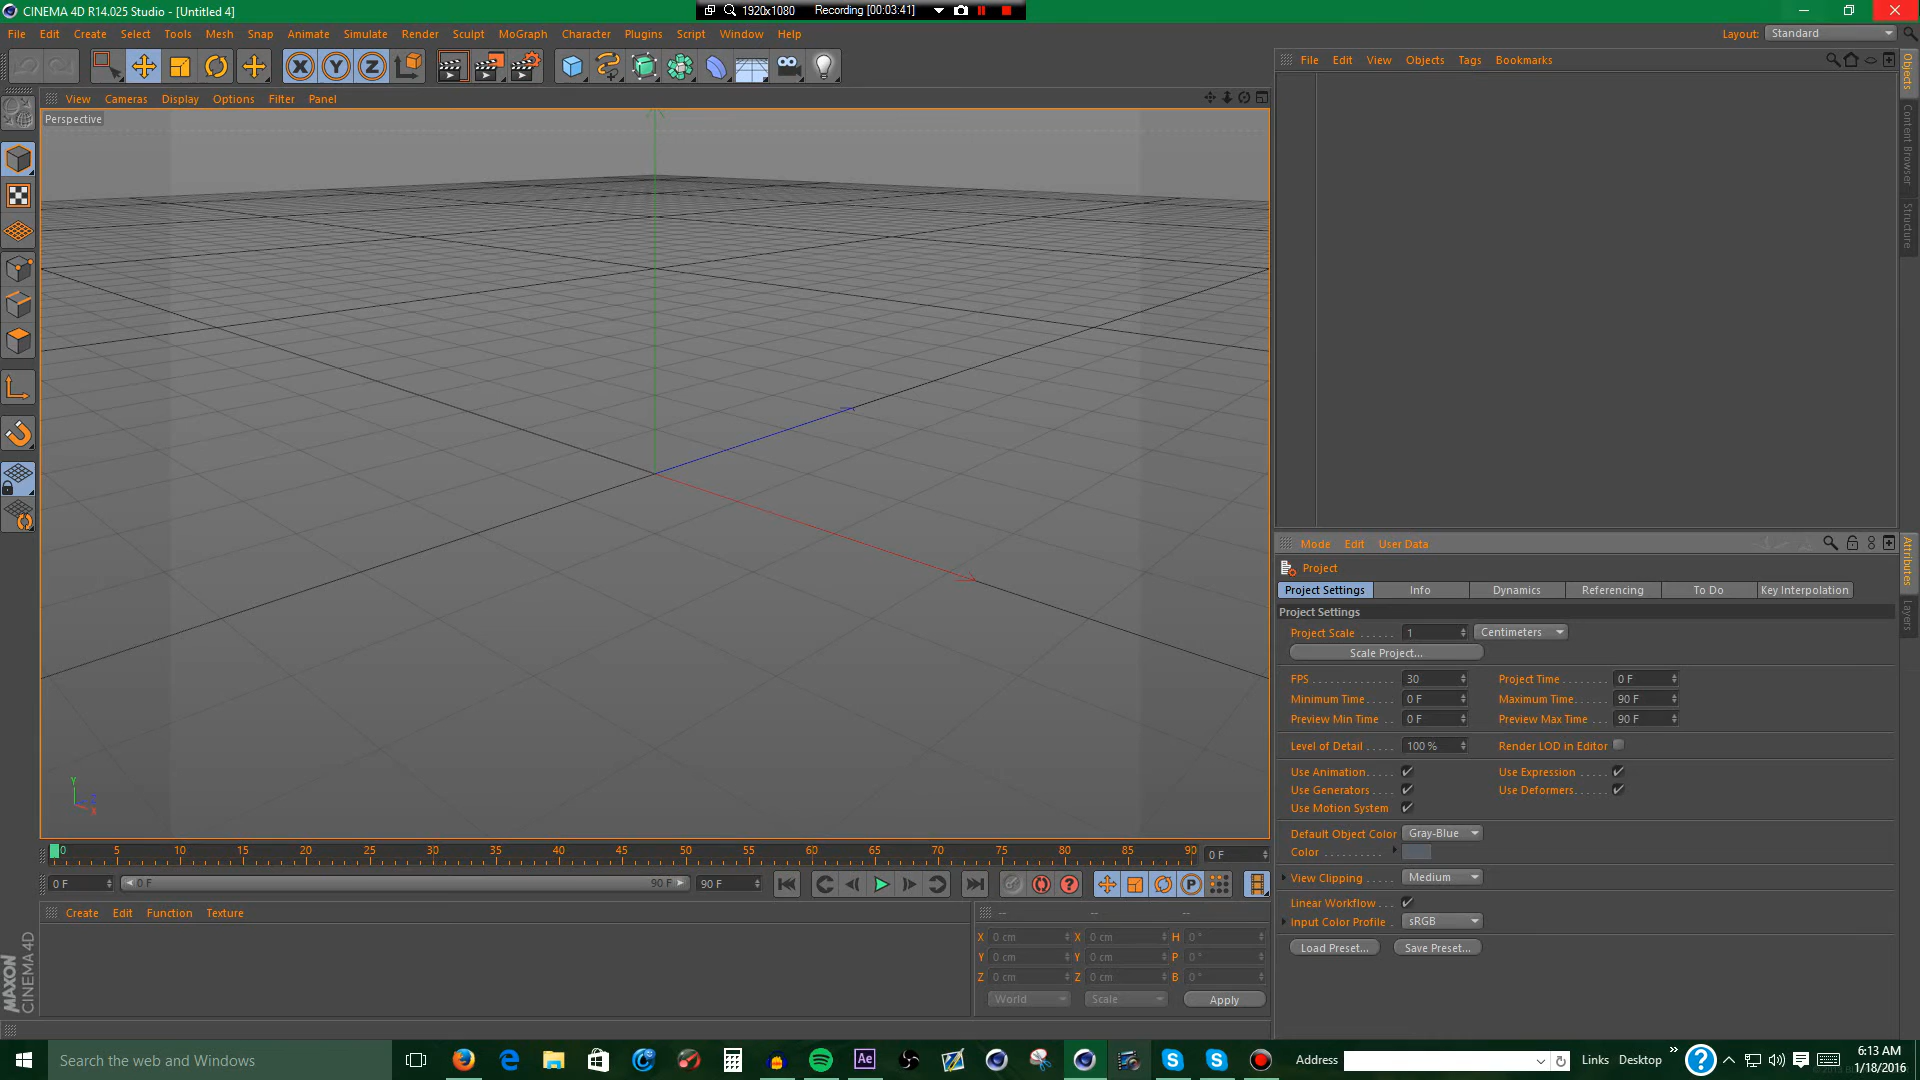 CINEMA 4D R14.025 Studio - [Untitled 4]
1920x1080 Recording [00:03:41]
File Edit Create Select Tools Mesh Snap Animate Simulate Render Sculpt MoGraph Character Plugins Script Window Help
Layout: Standard
File Edit View Objects Tags Bookmarks
View Cameras Display Options Filter Panel
Perspective
X Y Z
Objects
Content Browser
Structure
Mode Edit User Data
Attributes
Layers
Project
Project Settings Info Dynamics Referencing To Do Key Interpolation
Project Settings
Project Scale ...... 1 Centimeters
Scale Project...
FPS 30 Project Time 0 F
Minimum Time 0 F Maximum Time 90 F
Preview Min Time 0 F Preview Max Time 90 F
Level of Detail 100 % Render LOD in Editor
Use Animation Use Expression
Use Generators Use Deformers
Use Motion System
Default Object Color Gray-Blue
Color
View Clipping Medium
Linear Workflow
Input Color Profile sRGB
Load Preset... Save Preset...
Y
Z
X
0 5 10 15 20 25 30 35 40 45 50 55 60 65 70 75 80 85 90 0 F
0 F 0 F 90 F 90 F
P
Create Edit Function Texture
-- -- --
X 0 cm X 0 cm H 0 °
Y 0 cm Y 0 cm P 0 °
Z 0 cm Z 0 cm B 0 °
World Scale Apply
MAXON
CINEMA 4D
Search the web and Windows
Ae
Address Links Desktop
6:13 AM
1/18/2016